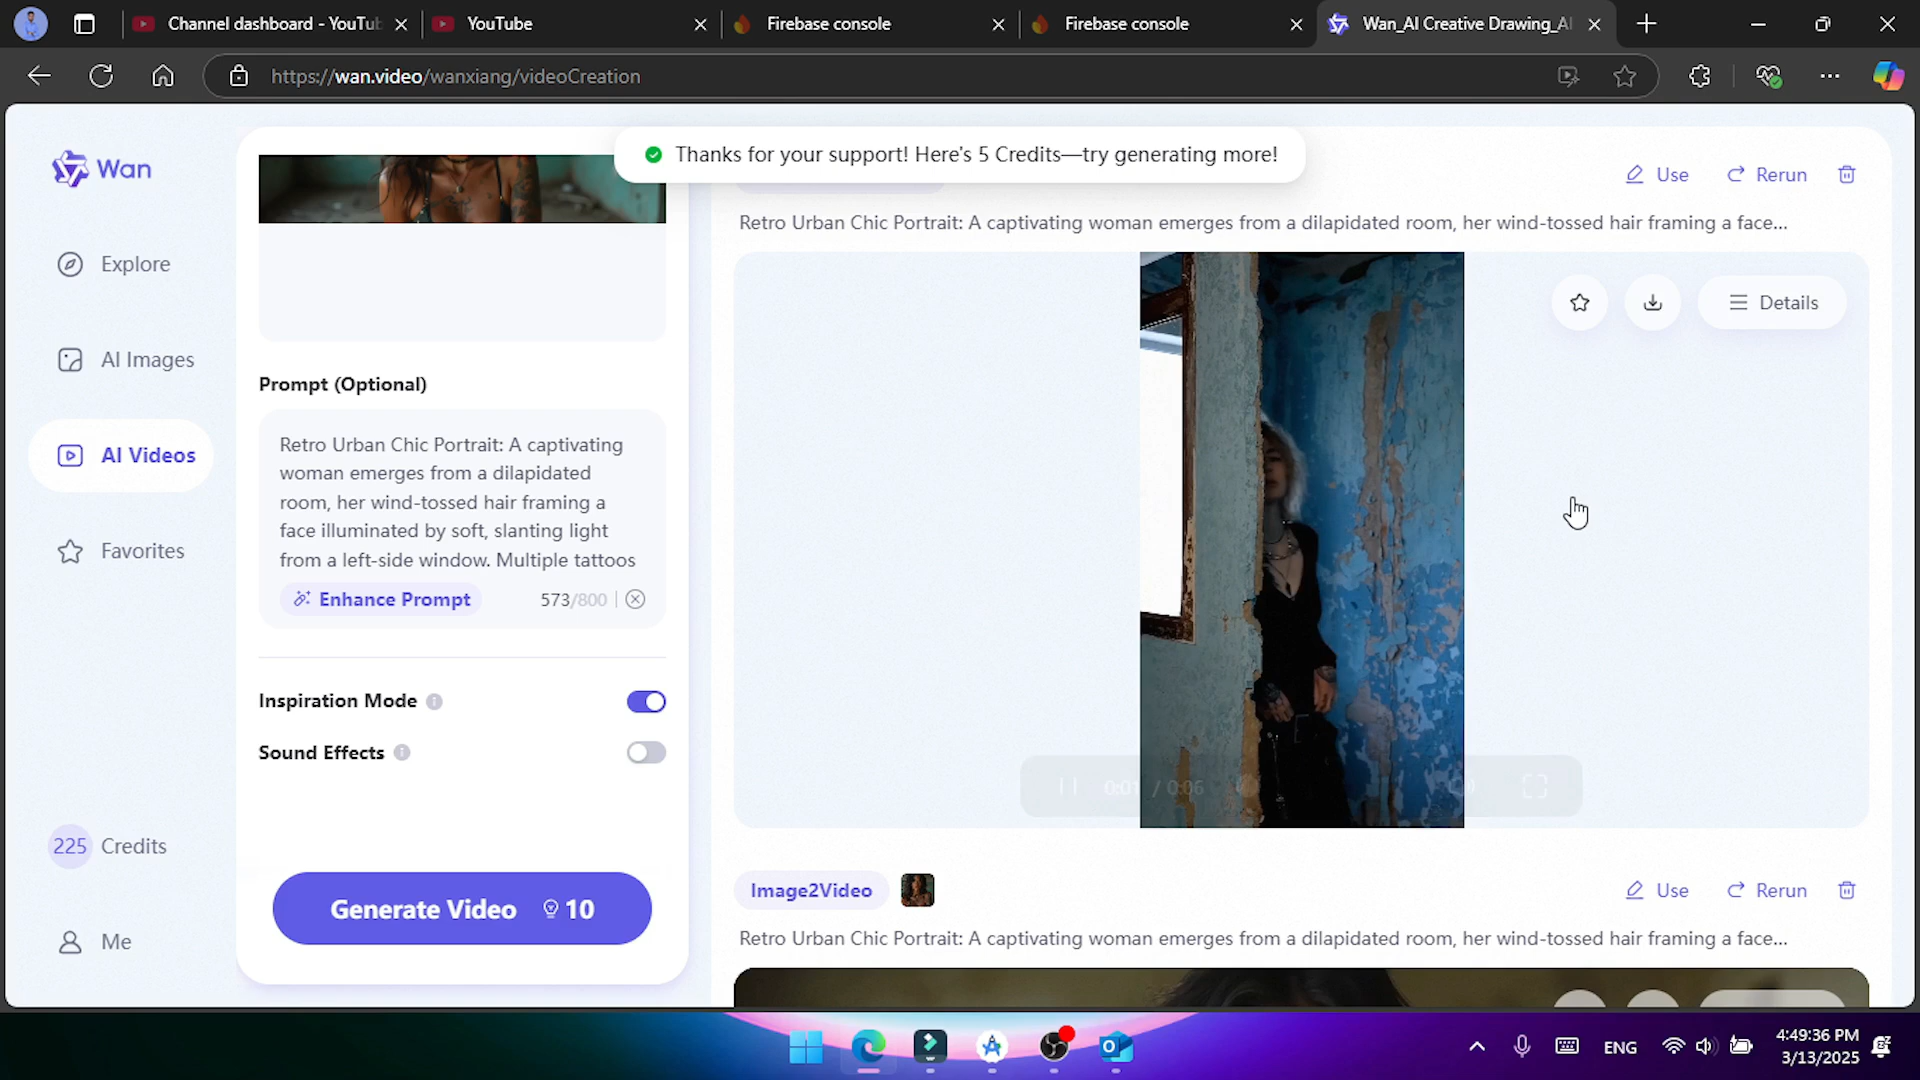 Channel dashboard - YouTu
YouTube
Firebase console
Firebase console
Wan_AI Creative Drawing_AI
https://wan.video/wanxiang/videoCreation
Wan
Explore
AI Images
AI Videos
Favorites
225 Credits
Me
Prompt (Optional)
Retro Urban Chic Portrait: A captivating
woman emerges from a dilapidated
room, her wind-tossed hair framing a
face illuminated by soft, slanting light
from a left-side window. Multiple tattoos
Enhance Prompt
573/800
Inspiration Mode
Sound Effects
Generate Video 10
Thanks for your support! Here's 5 Credits—try generating more!
Use
Rerun
Retro Urban Chic Portrait: A captivating woman emerges from a dilapidated room, her wind-tossed hair framing a face...
Details
0:01 / 0:06
Image2Video
Use
Rerun
Retro Urban Chic Portrait: A captivating woman emerges from a dilapidated room, her wind-tossed hair framing a face...
ENG
4:49:36 PM
3/13/2025